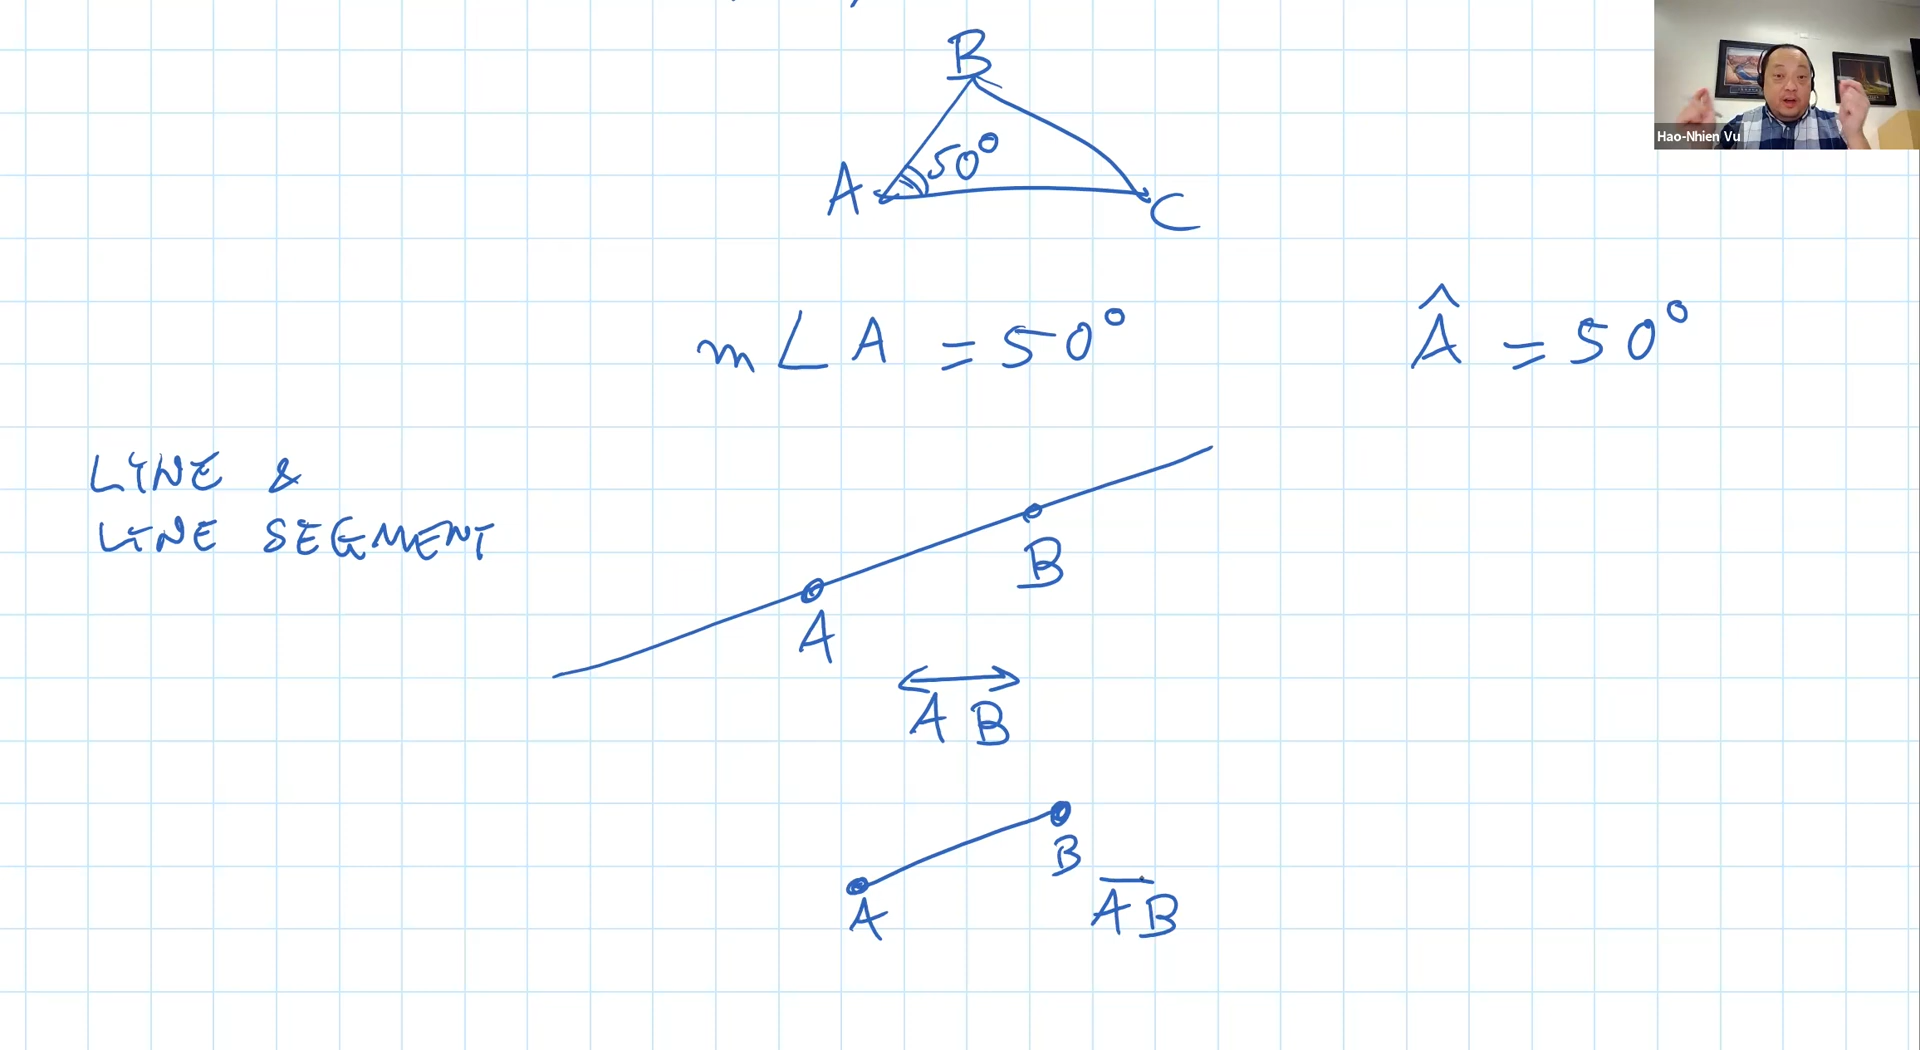 B
50°
A
C
m∠A = 50°
Â = 50°
LINE &
LINE SEGMENT
B
A
AB
B
A
AB
Hao-Nhien Vu